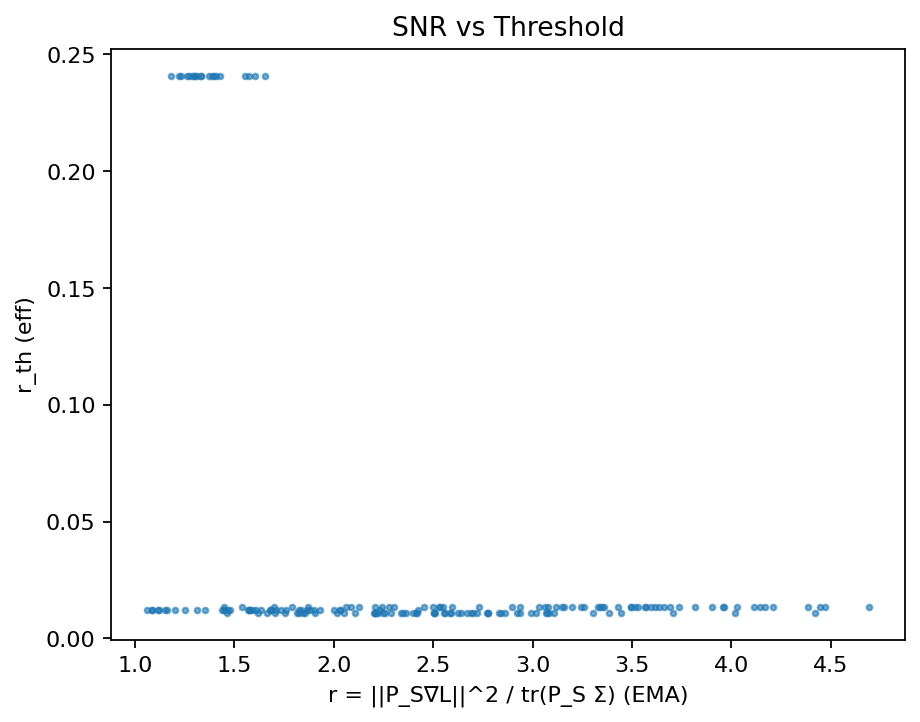 SNR vs Threshold
0.25
0.20
0.15
0.10
0.05
0.00
r_th (eff)
1.0 1.5 2.0 2.5 3.0 3.5 4.0 4.5
r = ||P_S∇L||^2 / tr(P_S Σ) (EMA)